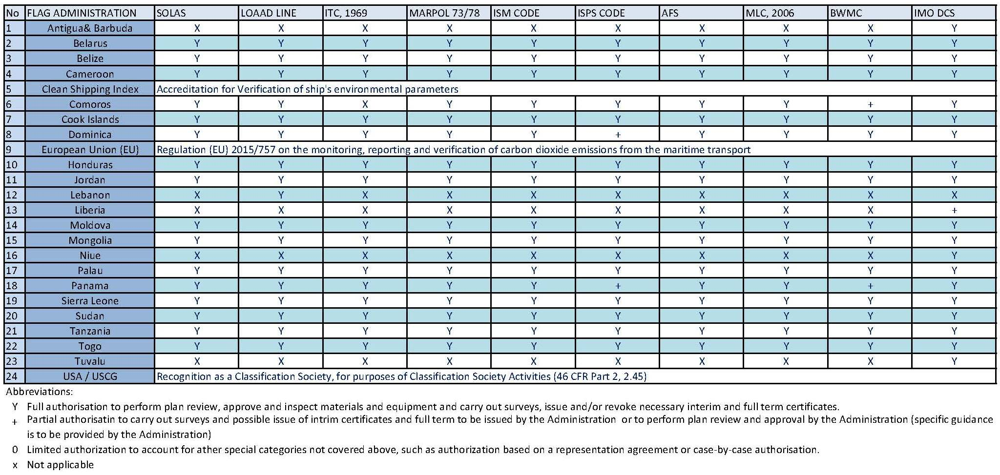 No FLAG ADMINISTRATION SOLAS LOAAD LINE ITC, 1969 MARPOL 73/78 ISM CODE ISPS CODE AFS MLC, 2006 BWMC IMO DCS
1 Antigua& Barbuda X X X X X X X X X Y
2 Belarus Y Y Y Y Y Y Y Y Y Y
3 Belize Y Y Y Y Y Y Y Y Y Y
4 Cameroon Y Y Y Y Y Y Y Y Y Y
5 Clean Shipping Index Accreditation for Verification of ship's environmental parameters
6 Comoros Y Y X Y Y Y Y Y + Y
7 Cook Islands Y Y Y Y Y Y Y Y Y Y
8 Dominica Y Y Y Y Y + Y Y Y Y
9 European Union (EU) Regulation (EU) 2015/757 on the monitoring, reporting and verification of carbon dioxide emissions from the maritime transport
10 Honduras Y Y Y Y Y Y Y Y Y Y
11 Jordan Y Y Y Y Y Y Y Y Y Y
12 Lebanon X Y X X X X X X X X
13 Liberia X X X X X X X X X +
14 Moldova Y Y Y Y Y Y Y Y Y Y
15 Mongolia Y Y Y Y Y Y Y Y Y Y
16 Niue X X X X X X X X X Y
17 Palau Y Y Y Y Y Y Y Y Y Y
18 Panama Y Y Y Y Y + Y Y + Y
19 Sierra Leone Y Y Y Y Y Y Y Y Y Y
20 Sudan Y Y Y Y Y Y Y Y Y Y
21 Tanzania Y Y Y Y Y Y Y Y Y Y
22 Togo Y Y Y Y Y Y Y Y Y Y
23 Tuvalu X X X X X X X X X Y
24 USA / USCG Recognition as a Classification Society, for purposes of Classification Society Activities (46 CFR Part 2, 2.45)
Abbreviations:
Y Full authorisation to perform plan review, approve and inspect materials and equipment and carry out surveys, issue and/or revoke necessary interim and full term certificates.
+ Partial authorisatin to carry out surveys and possible issue of intrim certificates and full term to be issued by the Administration or to perform plan review and approval by the Administration (specific guidance
is to be provided by the Administration)
0 Limited authorization to account for ather special categories not covered above, such as authorization based on a representation agreement or case-by-case authorisation.
x Not applicable